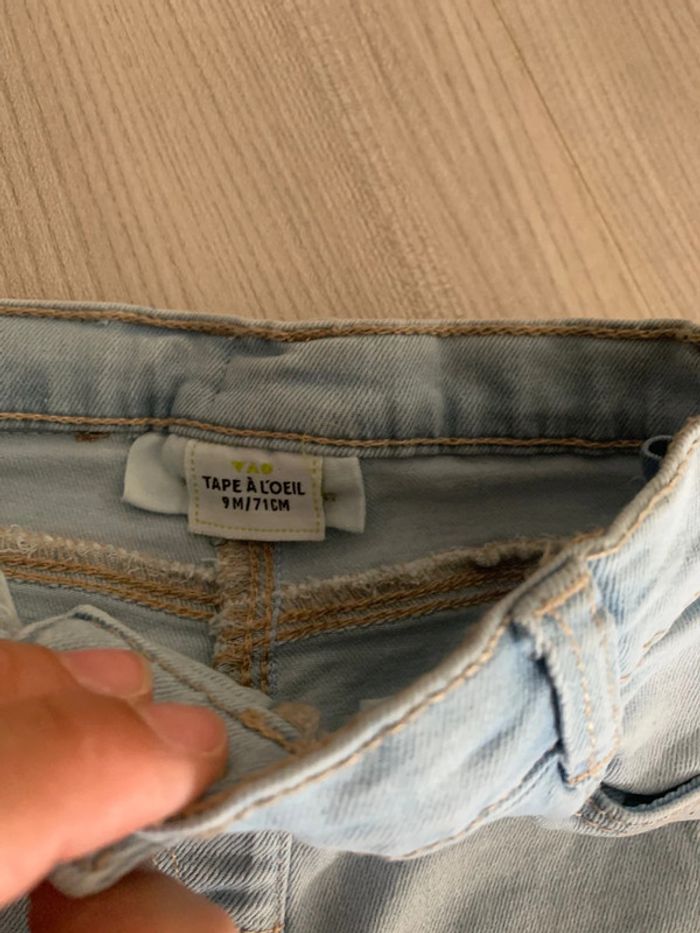 TAO
TAPE À L'OEIL
9M/71CM